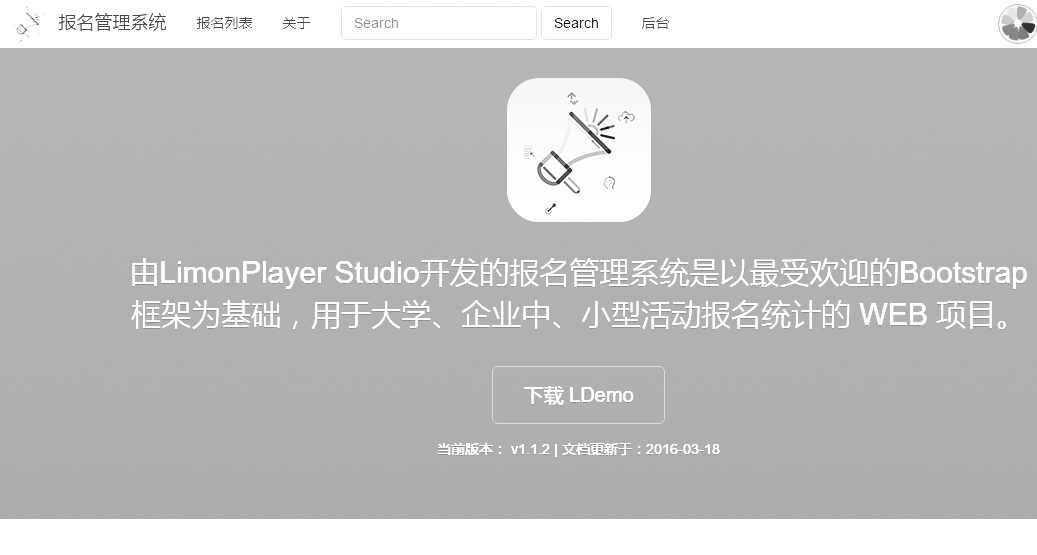 报名管理系统 报名列表 关于 Search Search 后台
由LimonPlayer Studio开发的报名管理系统是以最受欢迎的Bootstrap
框架为基础，用于大学、企业中、小型活动报名统计的 WEB 项目。
下载 LDemo
当前版本： v1.1.2 | 文档更新于：2016-03-18